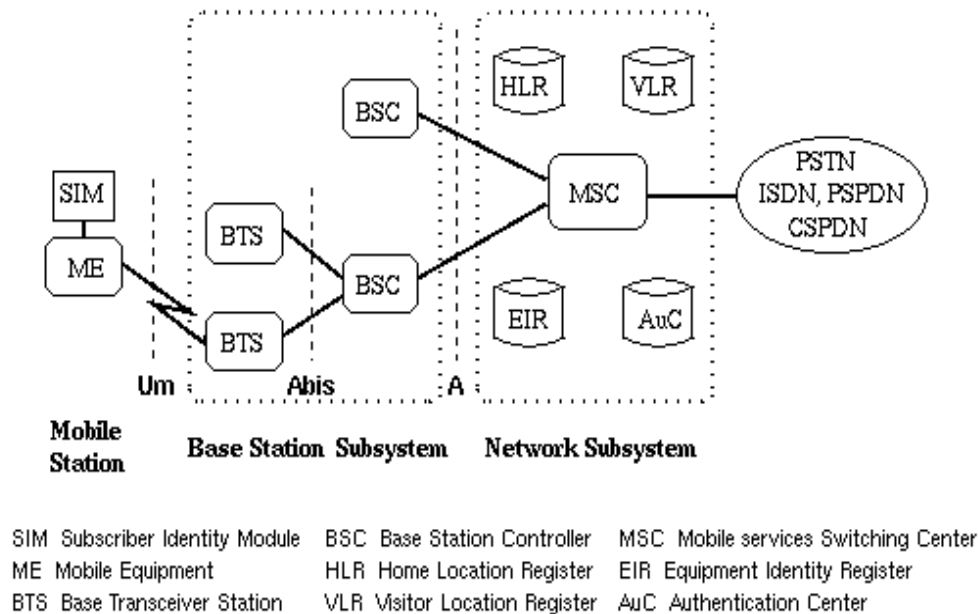 HLR
VLR
BSC
PSTN
ISDN, PSPDN
CSPDN
MSC
SIM
BTS
ME
BSC
EIR
AuC
BTS
Um
Abis
A
Mobile
Station
Base Station Subsystem
Network Subsystem
SIM Subscriber Identity Module
BSC Base Station Controller
MSC Mobile services Switching Center
ME Mobile Equipment
HLR Home Location Register
EIR Equipment Identity Register
BTS Base Transceiver Station
VLR Visitor Location Register
AuC Authentication Center